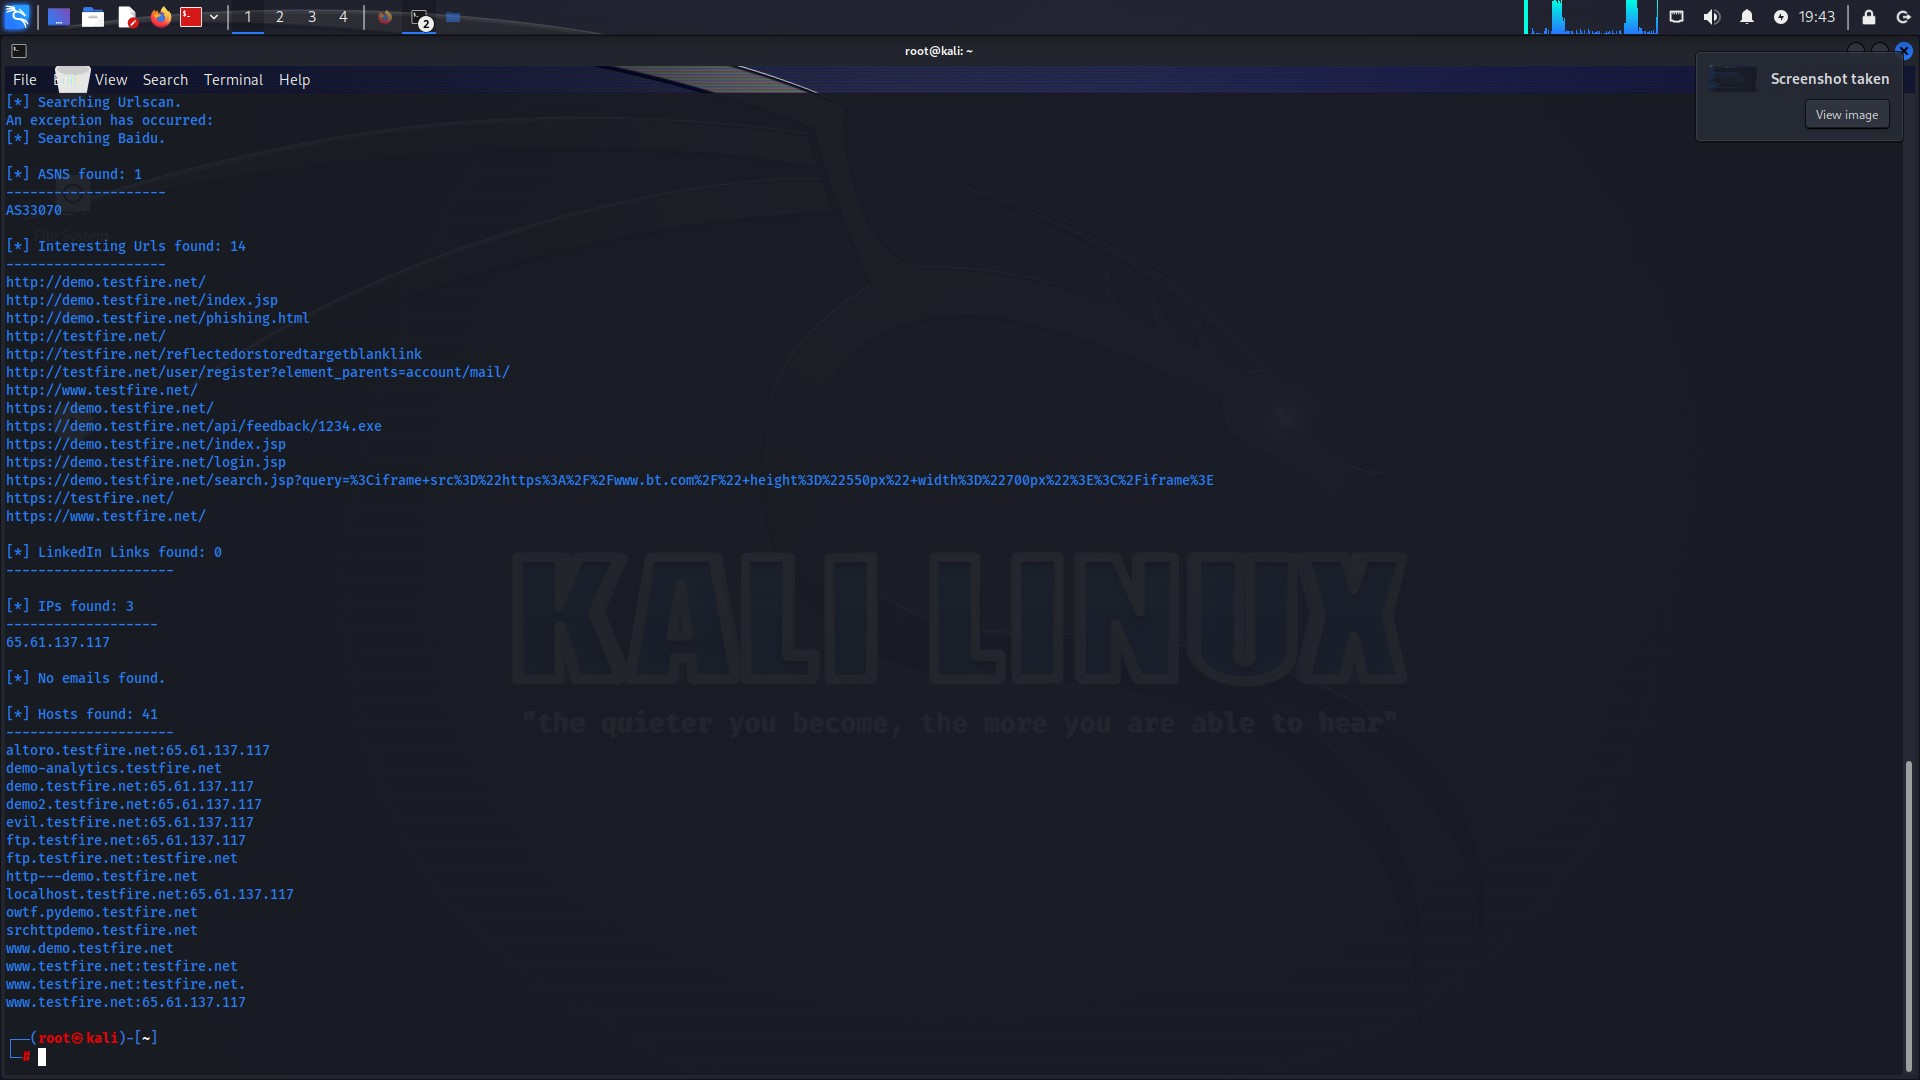 1 2 3 4 2 19:43
root@kali: ~
File Edit View Search Terminal Help
Screenshot taken
View image
[*] Searching Urlscan.
An exception has occurred:
[*] Searching Baidu.
[*] ASNS found: 1
--------------------
AS33070
File System
[*] Interesting Urls found: 14
--------------------
http://demo.testfire.net/
http://demo.testfire.net/index.jsp
http://demo.testfire.net/phishing.html
http://testfire.net/
http://testfire.net/reflectedorstoredtargetblanklink
http://testfire.net/user/register?element_parents=account/mail/
http://www.testfire.net/
https://demo.testfire.net/
https://demo.testfire.net/api/feedback/1234.exe
https://demo.testfire.net/index.jsp
https://demo.testfire.net/login.jsp
https://demo.testfire.net/search.jsp?query=%3Ciframe+src%3D%22https%3A%2F%2Fwww.bt.com%2F%22+height%3D%22550px%22+width%3D%22700px%22%3E%3C%2Fiframe%3E
https://testfire.net/
https://www.testfire.net/
[*] LinkedIn Links found: 0
---------------------
[*] IPs found: 3
-------------------
65.61.137.117
[*] No emails found.
[*] Hosts found: 41
---------------------
altoro.testfire.net:65.61.137.117
demo-analytics.testfire.net
demo.testfire.net:65.61.137.117
demo2.testfire.net:65.61.137.117
evil.testfire.net:65.61.137.117
ftp.testfire.net:65.61.137.117
ftp.testfire.net:testfire.net
http---demo.testfire.net
localhost.testfire.net:65.61.137.117
owtf.pydemo.testfire.net
srchttpdemo.testfire.net
www.demo.testfire.net
www.testfire.net:testfire.net
www.testfire.net:testfire.net.
www.testfire.net:65.61.137.117
┌──(root㉿kali)-[~]
└─#
KALI LINUX
"the quieter you become, the more you are able to hear"